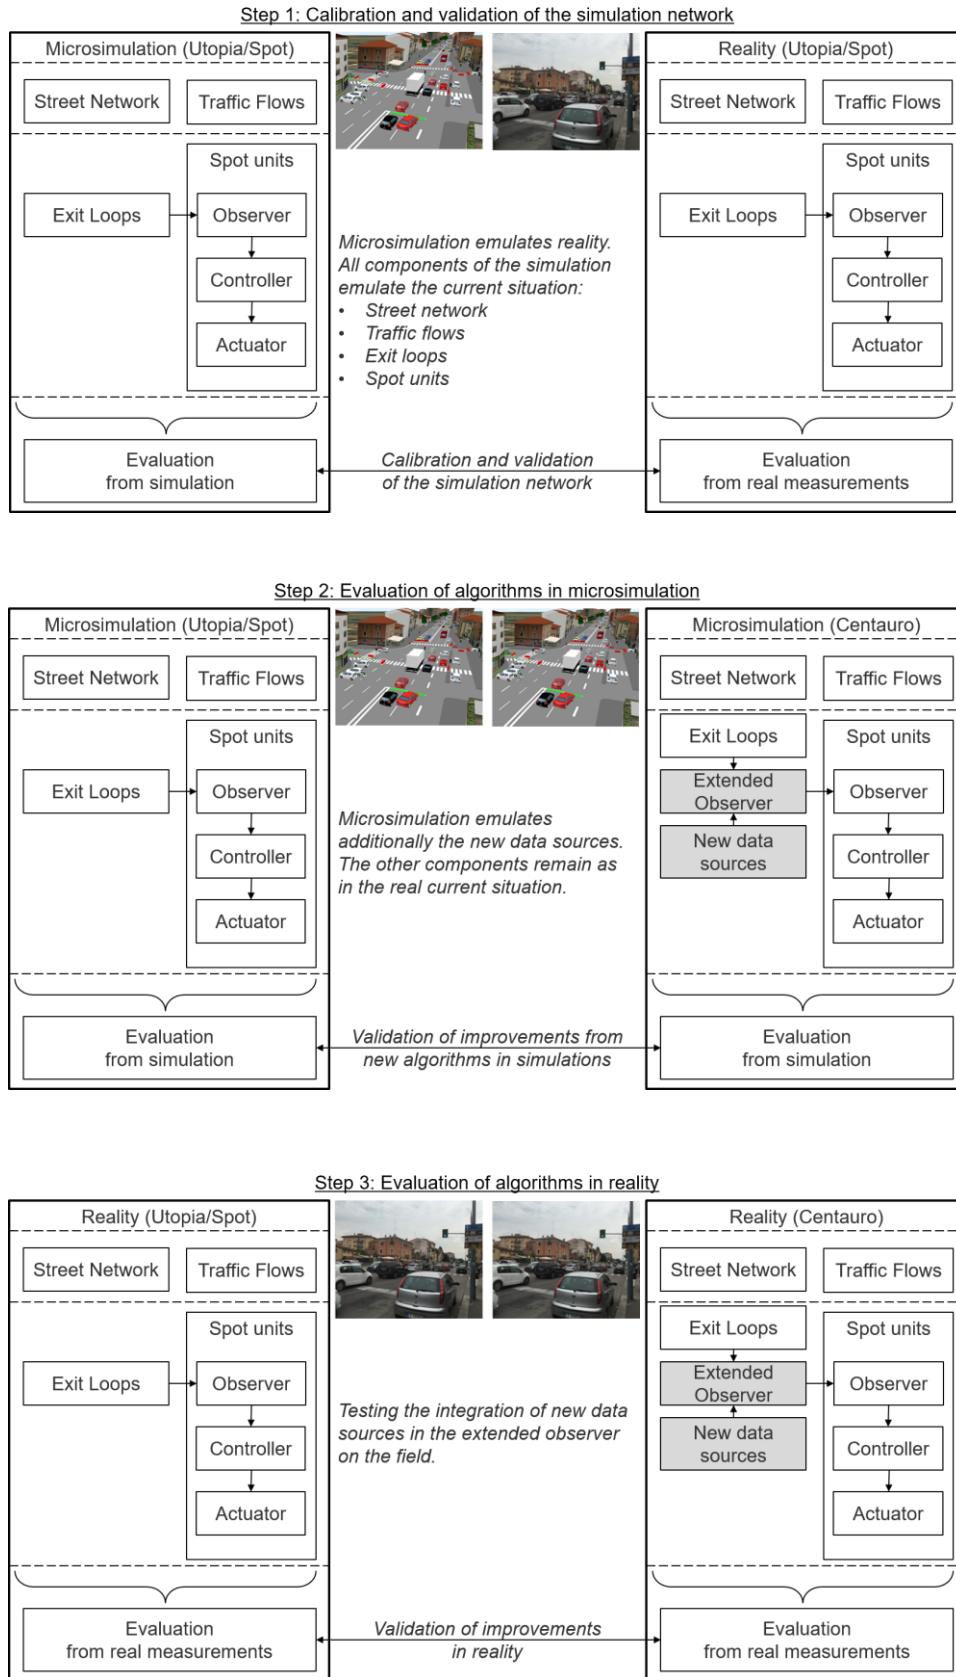 Step 1: Calibration and validation of the simulation network
Microsimulation (Utopia/Spot)
Street Network
Traffic Flows
Spot units
Exit Loops
Observer
Controller
Actuator
Evaluation
from simulation
Microsimulation emulates reality.
All components of the simulation
emulate the current situation:
• Street network
• Traffic flows
• Exit loops
• Spot units
Calibration and validation
of the simulation network
Reality (Utopia/Spot)
Street Network
Traffic Flows
Spot units
Exit Loops
Observer
Controller
Actuator
Evaluation
from real measurements
Step 2: Evaluation of algorithms in microsimulation
Microsimulation (Utopia/Spot)
Street Network
Traffic Flows
Spot units
Exit Loops
Observer
Controller
Actuator
Evaluation
from simulation
Microsimulation emulates
additionally the new data sources.
The other components remain as
in the real current situation.
Validation of improvements from
new algorithms in simulations
Microsimulation (Centauro)
Street Network
Traffic Flows
Exit Loops
Spot units
Extended
Observer
Observer
New data
sources
Controller
Actuator
Evaluation
from simulation
Step 3: Evaluation of algorithms in reality
Reality (Utopia/Spot)
Street Network
Traffic Flows
Spot units
Exit Loops
Observer
Controller
Actuator
Evaluation
from real measurements
Testing the integration of new data
sources in the extended observer
on the field.
Validation of improvements
in reality
Reality (Centauro)
Street Network
Traffic Flows
Exit Loops
Spot units
Extended
Observer
Observer
New data
sources
Controller
Actuator
Evaluation
from real measurements